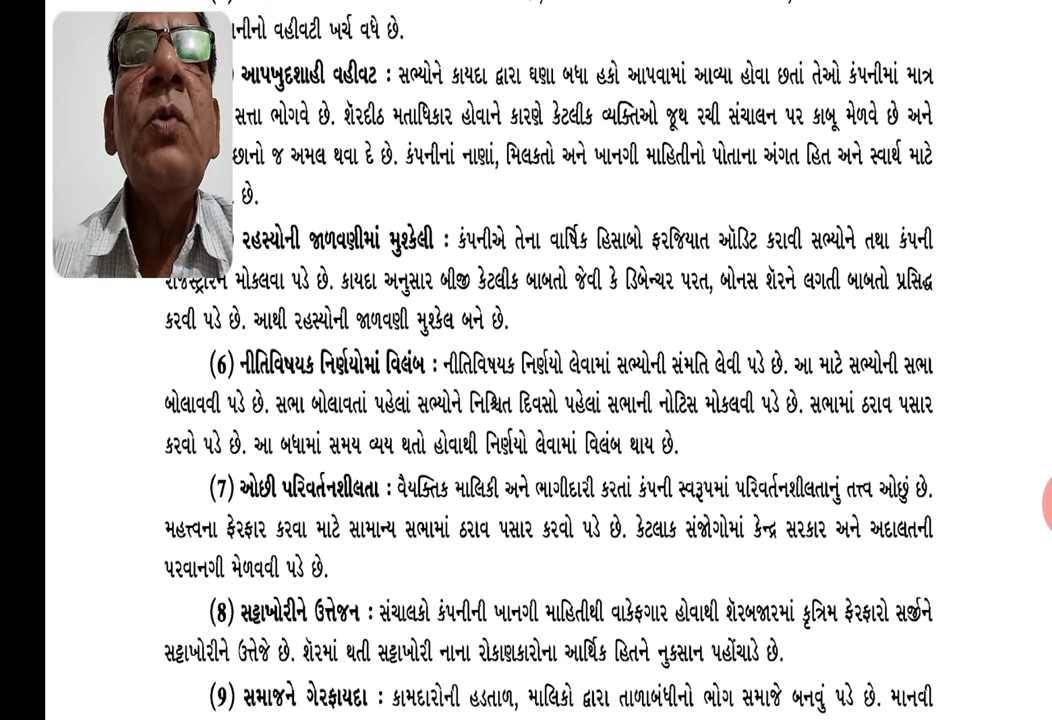 નીનો વહીવટી ખર્ચ વધે છે.
આપખુદશાહી વહીવટ : સભ્યોને કાયદા દ્વારા ઘણા બધા હકો આપવામાં આવ્યા હોવા છતાં તેઓ કંપનીમાં માત્ર
સત્તા ભોગવે છે. શૅરદીઠ મતાધિકાર હોવાને કારણે કેટલીક વ્યક્તિઓ જૂથ રચી સંચાલન પર કાબૂ મેળવે છે અને
છાનો જ અમલ થવા દે છે. કંપનીનાં નાણાં, મિલકતો અને ખાનગી માહિતીનો પોતાના અંગત હિત અને સ્વાર્થ માટે
છે.
રહસ્યોની જાળવણીમાં મુશ્કેલી : કંપનીએ તેના વાર્ષિક હિસાબો ફરજિયાત ઑડિટ કરાવી સભ્યોને તથા કંપની
રજિસ્ટ્રારને મોકલવા પડે છે. કાયદા અનુસાર બીજી કેટલીક બાબતો જેવી કે ડિબેન્ચર પરત, બોનસ શૅરને લગતી બાબતો પ્રસિદ્ધ
કરવી પડે છે. આથી રહસ્યોની જાળવણી મુશ્કેલ બને છે.
(6) નીતિવિષયક નિર્ણયોમાં વિલંબ : નીતિવિષયક નિર્ણયો લેવામાં સભ્યોની સંમતિ લેવી પડે છે. આ માટે સભ્યોની સભા
બોલાવવી પડે છે. સભા બોલાવતાં પહેલાં સભ્યોને નિશ્ચિત દિવસો પહેલાં સભાની નોટિસ મોકલવી પડે છે. સભામાં ઠરાવ પસાર
કરવો પડે છે. આ બધામાં સમય વ્યય થતો હોવાથી નિર્ણયો લેવામાં વિલંબ થાય છે.
(7) ઓછી પરિવર્તનશીલતા : વૈયક્તિક માલિકી અને ભાગીદારી કરતાં કંપની સ્વરૂપમાં પરિવર્તનશીલતાનું તત્ત્વ ઓછું છે.
મહત્ત્વના ફેરફાર કરવા માટે સામાન્ય સભામાં ઠરાવ પસાર કરવો પડે છે. કેટલાક સંજોગોમાં કેન્દ્ર સરકાર અને અદાલતની
પરવાનગી મેળવવી પડે છે.
(8) સટ્ટાખોરીને ઉત્તેજન : સંચાલકો કંપનીની ખાનગી માહિતીથી વાકેફગાર હોવાથી શૅરબજારમાં કૃત્રિમ ફેરફારો સર્જીને
સટ્ટાખોરીને ઉત્તેજે છે. શૅરમાં થતી સટ્ટાખોરી નાના રોકાણકારોના આર્થિક હિતને નુકસાન પહોંચાડે છે.
(9) સમાજને ગેરફાયદા : કામદારોની હડતાળ, માલિકો દ્વારા તાળાબંધીનો ભોગ સમાજે બનવું પડે છે. માનવી